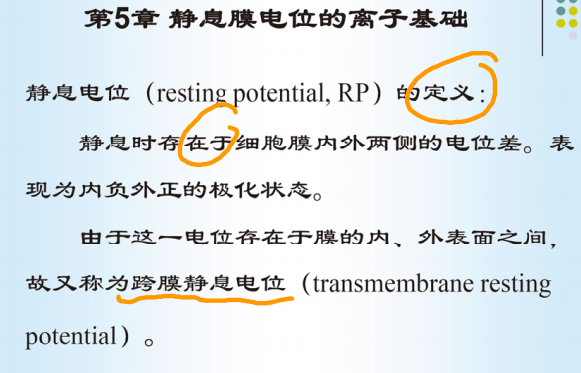 第5章 静息膜电位的离子基础
静息电位（resting potential, RP）的定义：
静息时存在于细胞膜内外两侧的电位差。表
现为内负外正的极化状态。
由于这一电位存在于膜的内、外表面之间，
故又称为跨膜静息电位（transmembrane resting
potential）。